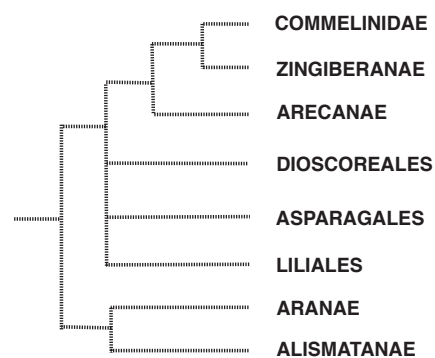 COMMELINIDAE
ZINGIBERANAE
ARECANAE
DIOSCOREALES
ASPARAGALES
LILIALES
ARANAE
ALISMATANAE